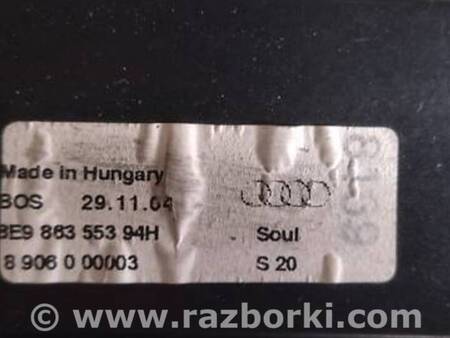 Made in Hungary
BOS 29.11.04
8E9 863 553 94H Soul
8 906 0 00003 S 20
© www.razborki.com